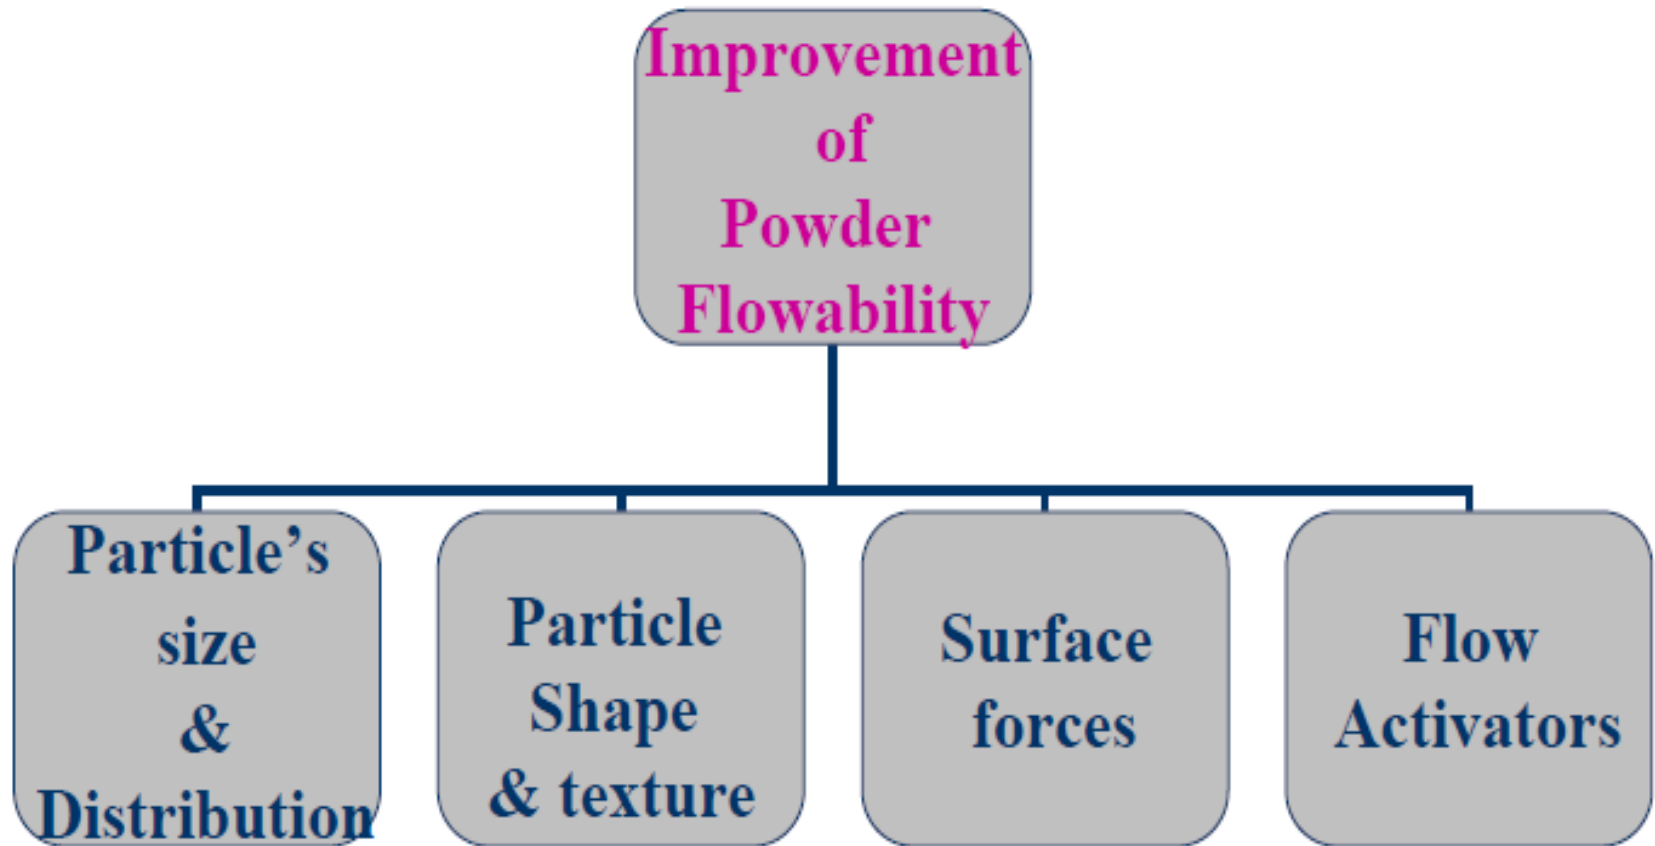 Improvement
of
Powder
Flowability
Particle’s
size
&
Distribution
Particle
Shape
& texture
Surface
forces
Flow
Activators